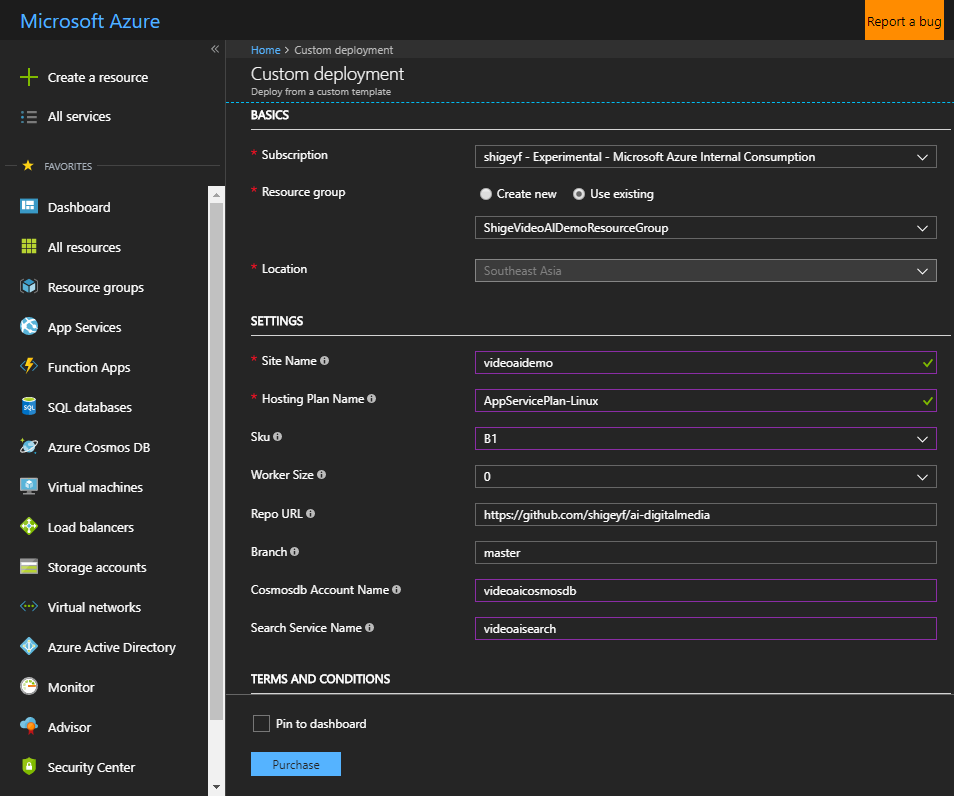 Microsoft Azure
Report a bug
Create a resource
All services
FAVORITES
Dashboard
All resources
Resource groups
App Services
Function Apps
SQL databases
Azure Cosmos DB
Virtual machines
Load balancers
Storage accounts
Virtual networks
Azure Active Directory
Monitor
Advisor
Security Center
Home > Custom deployment
Custom deployment
Deploy from a custom template
BASICS
* Subscription
shigeyf - Experimental - Microsoft Azure Internal Consumption
* Resource group
Create new Use existing
ShigeVideoAIDemoResourceGroup
* Location
Southeast Asia
SETTINGS
* Site Name
videoaidemo
* Hosting Plan Name
AppServicePlan-Linux
Sku
B1
Worker Size
0
Repo URL
https://github.com/shigeyf/ai-digitalmedia
Branch
master
Cosmosdb Account Name
videoaicosmosdb
Search Service Name
videoaisearch
TERMS AND CONDITIONS
Pin to dashboard
Purchase